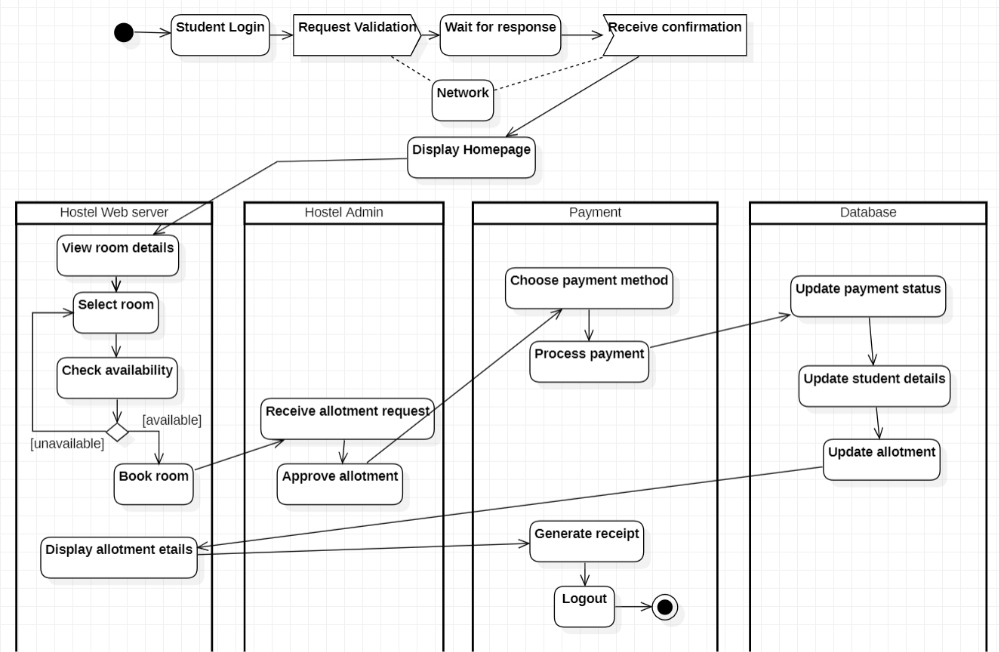 Student Login
Request Validation
Wait for response
Receive confirmation
Network
Display Homepage
Hostel Web server
Hostel Admin
Payment
Database
View room details
Select room
Check availability
[available]
[unavailable]
Book room
Display allotment etails
Receive allotment request
Approve allotment
Choose payment method
Process payment
Generate receipt
Logout
Update payment status
Update student details
Update allotment